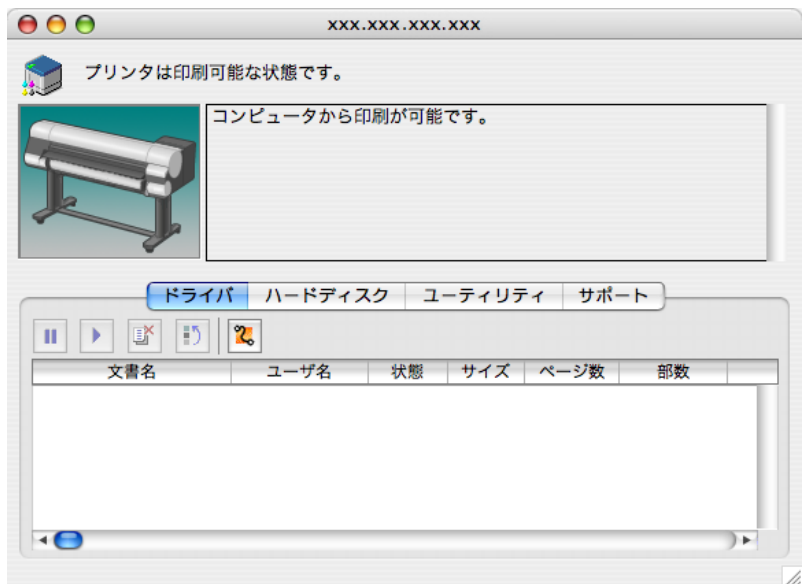 xxx.xxx.xxx.xxx
プリンタは印刷可能な状態です。
コンピュータから印刷が可能です。
ドライバ ハードディスク ユーティリティ サポート
文書名 ユーザ名 状態 サイズ ページ数 部数